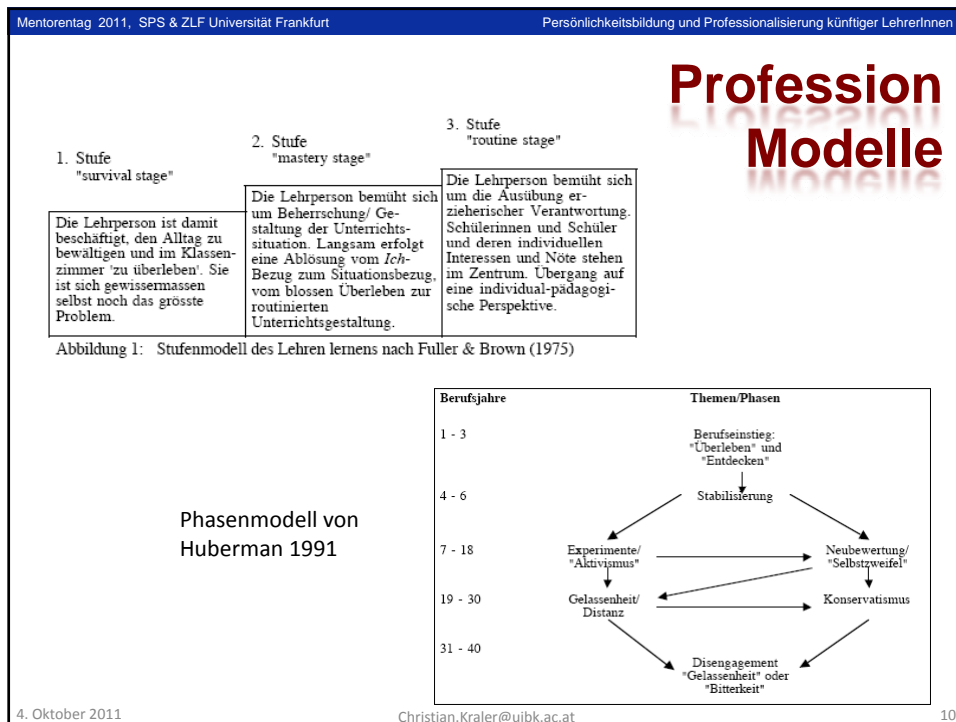 Mentorentag 2011, SPS & ZLF Universität Frankfurt
Persönlichkeitsbildung und Professionalisierung künftiger LehrerInnen
Profession
Modelle
1. Stufe
"survival stage"
Die Lehrperson ist damit
beschäftigt, den Alltag zu
bewältigen und im Klassen-
zimmer 'zu überleben'. Sie
ist sich gewissermassen
selbst noch das grösste
Problem.
2. Stufe
"mastery stage"
Die Lehrperson bemüht sich
um Beherrschung/ Ge-
staltung der Unterrichts-
situation. Langsam erfolgt
eine Ablösung vom Ich-
Bezug zum Situationsbezug,
vom blossen Überleben zur
routinierten
Unterrichtsgestaltung.
3. Stufe
"routine stage"
Die Lehrperson bemüht sich
um die Ausübung er-
zieherischer Verantwortung.
Schülerinnen und Schüler
und deren individuellen
Interessen und Nöte stehen
im Zentrum. Übergang auf
eine individual-pädagogi-
sche Perspektive.
Abbildung 1: Stufenmodell des Lehren lernens nach Fuller & Brown (1975)
Phasenmodell von
Huberman 1991
Berufsjahre
Themen/Phasen
1 - 3
Berufseinstieg:
"Überleben" und
"Entdecken"
4 - 6
Stabilisierung
7 - 18
Experimente/
"Aktivismus"
Neubewertung/
"Selbstzweifel"
19 - 30
Gelassenheit/
Distanz
Konservatismus
31 - 40
Disengagement
"Gelassenheit" oder
"Bitterkeit"
4. Oktober 2011
Christian.Kraler@uibk.ac.at
10